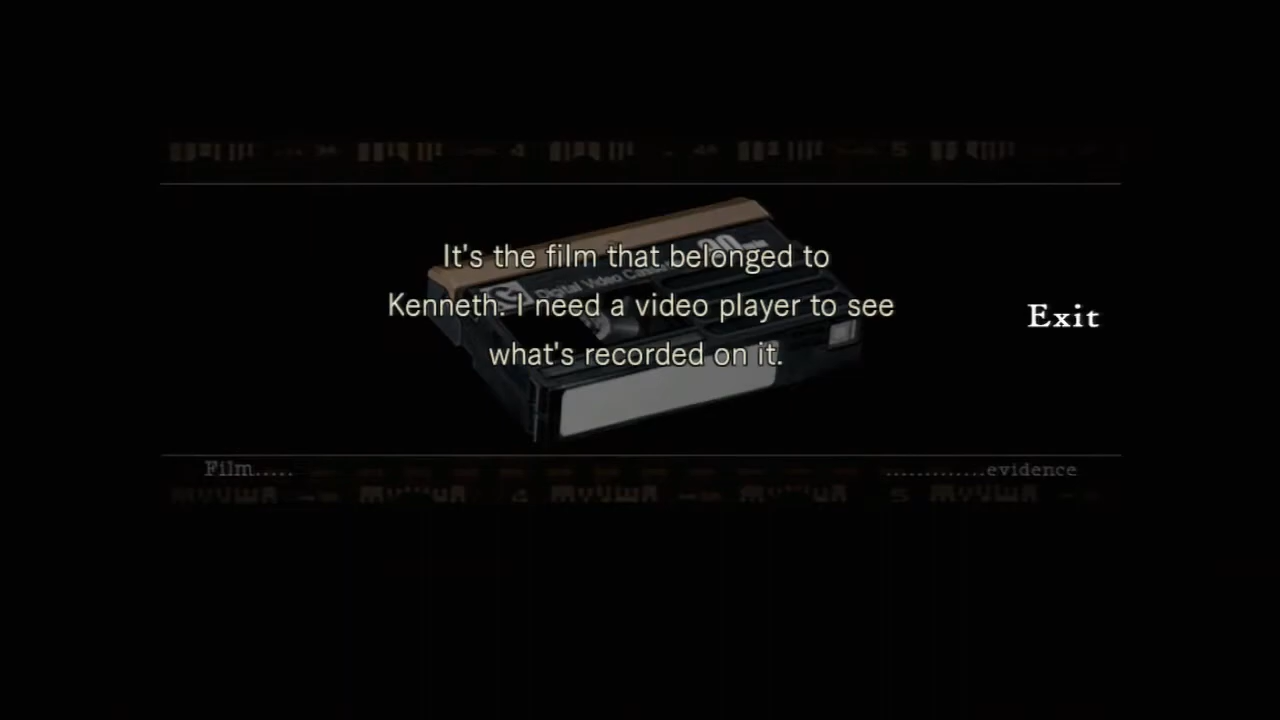 It's the film that belonged to
Kenneth. I need a video player to see
what's recorded on it.
Exit
Film.....
.............evidence